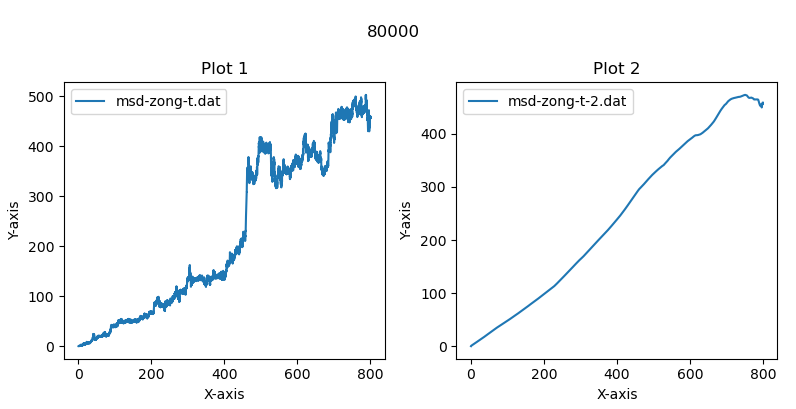 80000
Plot 1
Plot 2
msd-zong-t.dat
msd-zong-t-2.dat
Y-axis
500
400
300
200
100
0
0 200 400 600 800
X-axis
Y-axis
400
300
200
100
0
0 200 400 600 800
X-axis